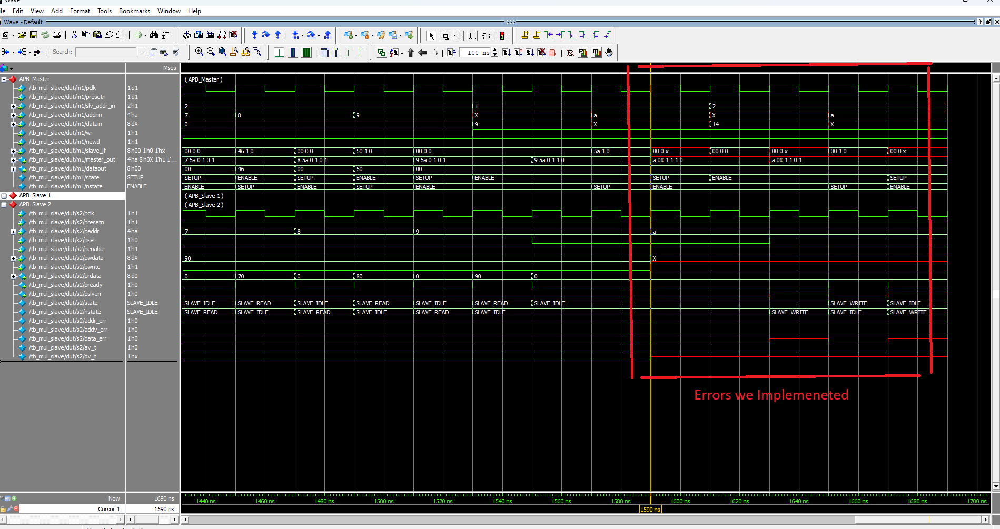 Wave
ile Edit View Add Format Tools Bookmarks Window Help
Wave - Default
Search:
100 ns
Msgs
APB_Master
(APB_Master)
/tb_mul_slave/dut/m1/pclk 1'd1
/tb_mul_slave/dut/m1/presetn 1'd1
/tb_mul_slave/dut/m1/slv_addr_in 2'h1 2 1 2
/tb_mul_slave/dut/m1/addrin 4'ha 7 8 9 X a X a
/tb_mul_slave/dut/m1/datain 8'dX 0 9 X 14 X
/tb_mul_slave/dut/m1/wr 1'h1
/tb_mul_slave/dut/m1/newd 1'h1
/tb_mul_slave/dut/m1/slave_if 8'h00 1'h0 1'hx 00 0 0 46 1 0 00 0 0 50 1 0 00 0 0 5a 1 0 00 0 x 00 0 0 00 0 x 00 1 0 00 0 x
/tb_mul_slave/dut/m1/master_out 4'ha 8'h0X 1'h1 1'... 7 5a 0 1 0 1 8 5a 0 1 0 1 9 5a 0 1 0 1 9 5a 0 1 1 0 a 0X 1 1 1 0 a 0X 1 1 0 1
/tb_mul_slave/dut/m1/dataout 8'h00 00 46 00 50 00
/tb_mul_slave/dut/m1/state SETUP SETUP ENABLE SETUP ENABLE SETUP ENABLE SETUP ENABLE SETUP
/tb_mul_slave/dut/m1/nstate ENABLE ENABLE SETUP ENABLE SETUP ENABLE SETUP ENABLE SETUP ENABLE
APB_Slave 1 (APB_Slave 1)
APB_Slave 2 (APB_Slave 2)
/tb_mul_slave/dut/s2/pclk 1'h1
/tb_mul_slave/dut/s2/presetn 1'h1
/tb_mul_slave/dut/s2/paddr 4'ha 7 8 9 a
/tb_mul_slave/dut/s2/psel 1'h0
/tb_mul_slave/dut/s2/penable 1'h1
/tb_mul_slave/dut/s2/pwdata 8'dX 90 X
/tb_mul_slave/dut/s2/pwrite 1'h1
/tb_mul_slave/dut/s2/prdata 8'd0 0 70 0 80 0 90 0
/tb_mul_slave/dut/s2/pready 1'h0
/tb_mul_slave/dut/s2/pslverr 1'h0
/tb_mul_slave/dut/s2/state SLAVE_IDLE SLAVE_IDLE SLAVE_READ SLAVE_IDLE SLAVE_READ SLAVE_IDLE SLAVE_READ SLAVE_IDLE SLAVE_WRITE SLAVE_IDLE
/tb_mul_slave/dut/s2/nstate SLAVE_IDLE SLAVE_READ SLAVE_IDLE SLAVE_READ SLAVE_IDLE SLAVE_READ SLAVE_IDLE SLAVE_WRITE SLAVE_IDLE SLAVE_WRITE
/tb_mul_slave/dut/s2/addr_err 1'h0
/tb_mul_slave/dut/s2/addv_err 1'h0
/tb_mul_slave/dut/s2/data_err 1'h0
/tb_mul_slave/dut/s2/av_t 1'h0
/tb_mul_slave/dut/s2/dv_t 1'hx
Errors we Implemeneted
Now 1690 ns 1440 ns 1460 ns 1480 ns 1500 ns 1520 ns 1540 ns 1560 ns 1580 ns 1600 ns 1620 ns 1640 ns 1660 ns 1680 ns 1700 ns
Cursor 1 1590 ns 1590 ns